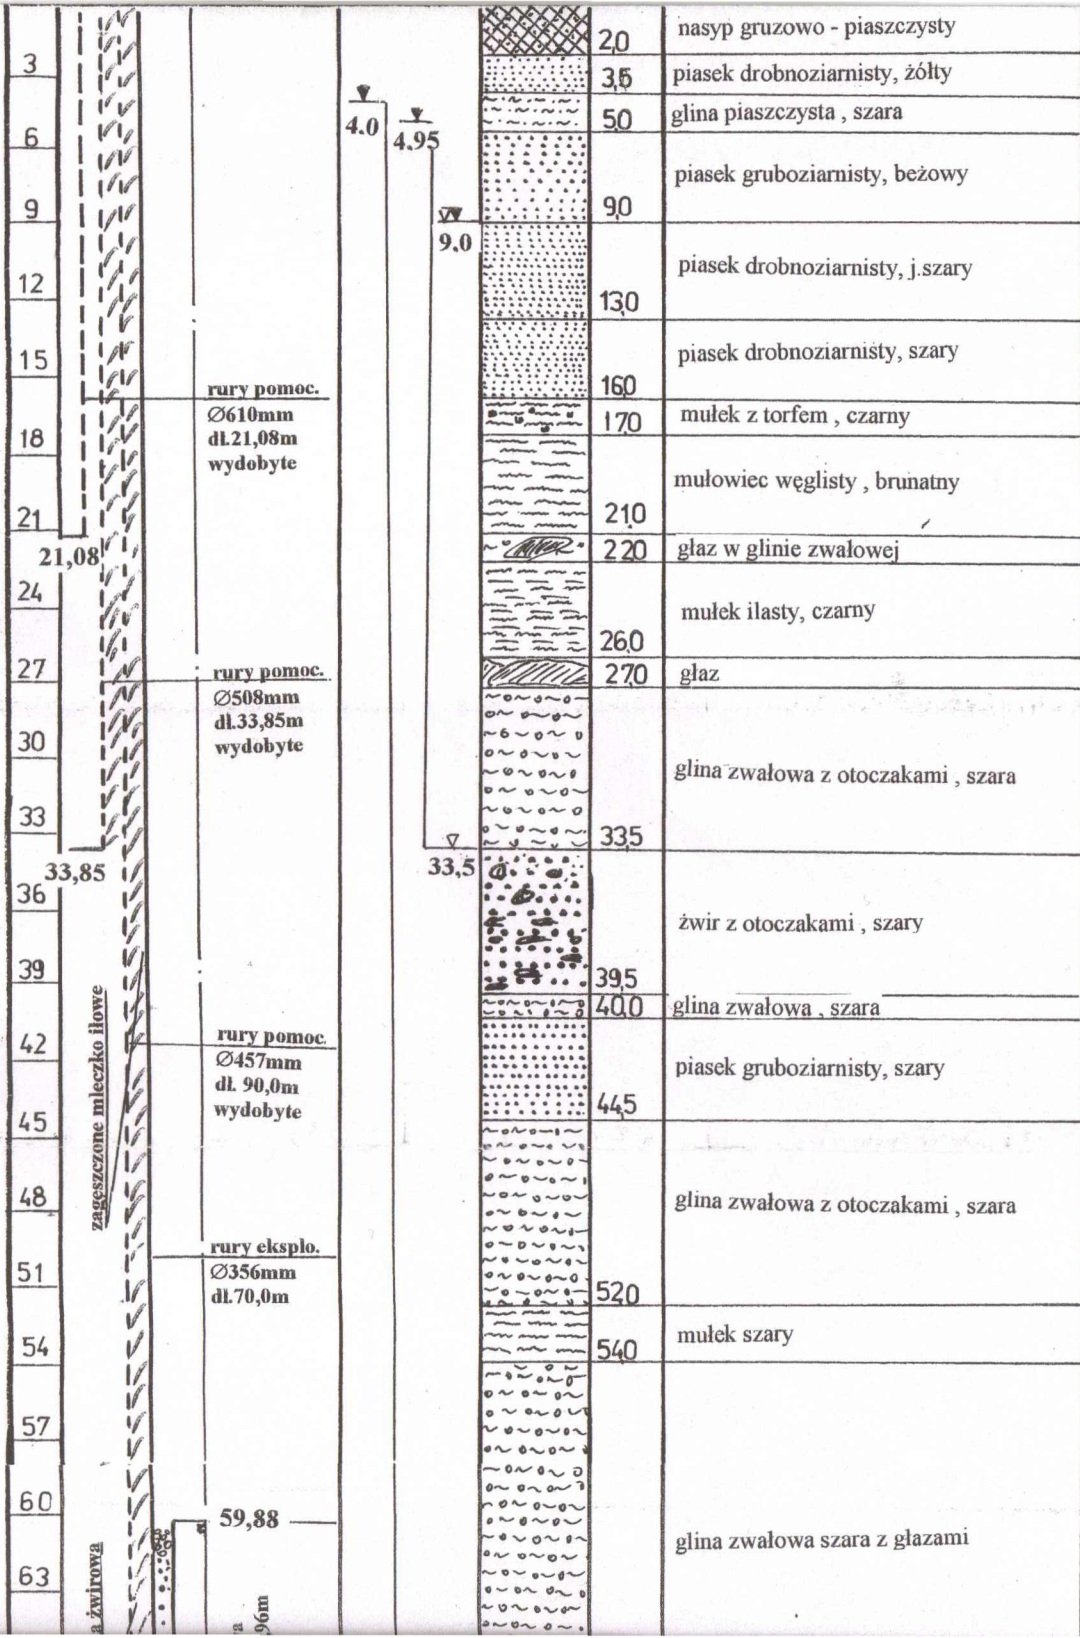 3
6
9
12
15
18
21
21,08
24
27
30
33
33,85
36
39
42
45
48
51
54
57
60
63
zagęszczone mleczko iłowe
a żwirowa
rury pomoc.
Ø610mm
dł.21,08m
wydobyte
rury pomoc.
Ø508mm
dł.33,85m
wydobyte
rury pomoc.
Ø457mm
dł. 90,0m
wydobyte
rury eksplo.
Ø356mm
dł.70,0m
59,88
96m
4.0
4.95
9.0
33,5
2,0 nasyp gruzowo - piaszczysty
3,5 piasek drobnoziarnisty, żółty
5,0 glina piaszczysta , szara
piasek gruboziarnisty, beżowy
9,0
piasek drobnoziarnisty, j.szary
13,0
piasek drobnoziarnisty, szary
16,0
17,0 mułek z torfem , czarny
mułowiec węglisty , brunatny
21,0
22,0 głaz w glinie zwałowej
mułek ilasty, czarny
26,0
27,0 głaz
glina zwałowa z otoczakami , szara
33,5
żwir z otoczakami , szary
39,5
40,0 glina zwałowa , szara
piasek gruboziarnisty, szary
44,5
glina zwałowa z otoczakami , szara
52,0
mułek szary
54,0
glina zwałowa szara z głazami